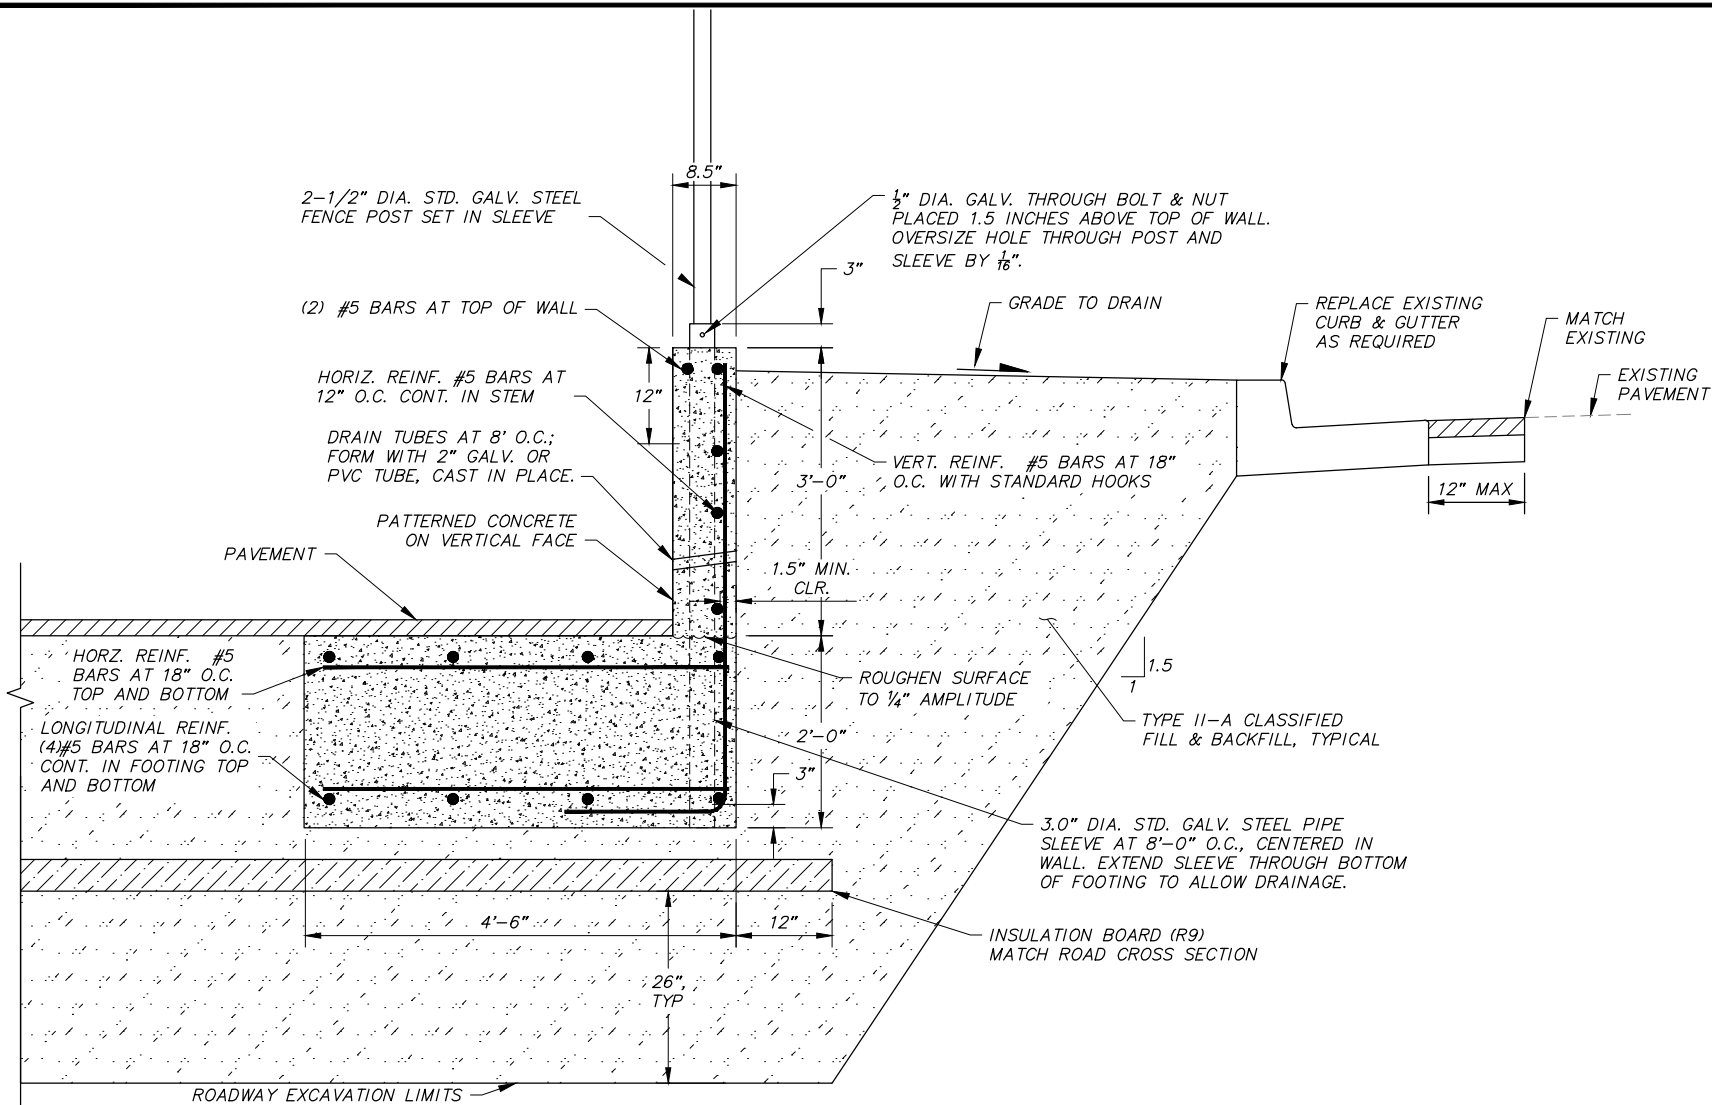 8.5"
2-1/2" DIA. STD. GALV. STEEL
FENCE POST SET IN SLEEVE
½" DIA. GALV. THROUGH BOLT & NUT
PLACED 1.5 INCHES ABOVE TOP OF WALL.
OVERSIZE HOLE THROUGH POST AND
SLEEVE BY 1/16".
3"
(2) #5 BARS AT TOP OF WALL
GRADE TO DRAIN
REPLACE EXISTING
CURB & GUTTER
AS REQUIRED
MATCH
EXISTING
EXISTING
PAVEMENT
HORIZ. REINF. #5 BARS AT
12" O.C. CONT. IN STEM
12"
DRAIN TUBES AT 8' O.C.;
FORM WITH 2" GALV. OR
PVC TUBE, CAST IN PLACE.
3'-0"
VERT. REINF. #5 BARS AT 18"
O.C. WITH STANDARD HOOKS
12" MAX
PATTERNED CONCRETE
ON VERTICAL FACE
PAVEMENT
1.5" MIN.
CLR.
HORZ. REINF. #5
BARS AT 18" O.C.
TOP AND BOTTOM
ROUGHEN SURFACE
TO ¼" AMPLITUDE
1.5
1
LONGITUDINAL REINF.
(4)#5 BARS AT 18" O.C.
CONT. IN FOOTING TOP
AND BOTTOM
2'-0"
3"
TYPE II-A CLASSIFIED
FILL & BACKFILL, TYPICAL
3.0" DIA. STD. GALV. STEEL PIPE
SLEEVE AT 8'-0" O.C., CENTERED IN
WALL. EXTEND SLEEVE THROUGH BOTTOM
OF FOOTING TO ALLOW DRAINAGE.
4'-6"
12"
INSULATION BOARD (R9)
MATCH ROAD CROSS SECTION
26",
TYP
ROADWAY EXCAVATION LIMITS